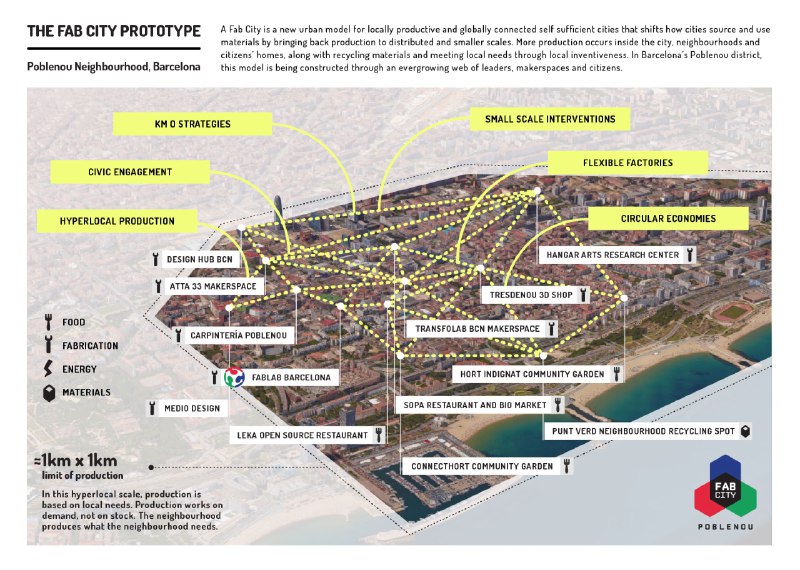 THE FAB CITY PROTOTYPE
Poblenou Neighbourhood, Barcelona
A Fab City is a new urban model for locally productive and globally connected self sufficient cities that shifts how cities source and use
materials by bringing back production to distributed and smaller scales. More production occurs inside the city, neighbourhoods and
citizens' homes, along with recycling materials and meeting local needs through local inventiveness. In Barcelona's Poblenou district,
this model is being constructed through an evergrowing web of leaders, makerspaces and citizens.
KM 0 STRATEGIES
SMALL SCALE INTERVENTIONS
CIVIC ENGAGEMENT
FLEXIBLE FACTORIES
HYPERLOCAL PRODUCTION
CIRCULAR ECONOMIES
DESIGN HUB BCN
HANGAR ARTS RESEARCH CENTER
ATTA 33 MAKERSPACE
TRESDENOU 3D SHOP
FOOD
FABRICATION
ENERGY
MATERIALS
CARPINTERÍA POBLENOU
TRANSFOLAB BCN MAKERSPACE
FABLAB BARCELONA
HORT INDIGNAT COMMUNITY GARDEN
MEDIO DESIGN
SOPA RESTAURANT AND BIO MARKET
LEKA OPEN SOURCE RESTAURANT
PUNT VERD NEIGHBOURHOOD RECYCLING SPOT
CONNECTHORT COMMUNITY GARDEN
≈1km x 1km
limit of production
In this hyperlocal scale, production is
based on local needs. Production works on
demand, not on stock. The neighbourhood
produces what the neighbourhood needs.
FAB
CITY
POBLENOU